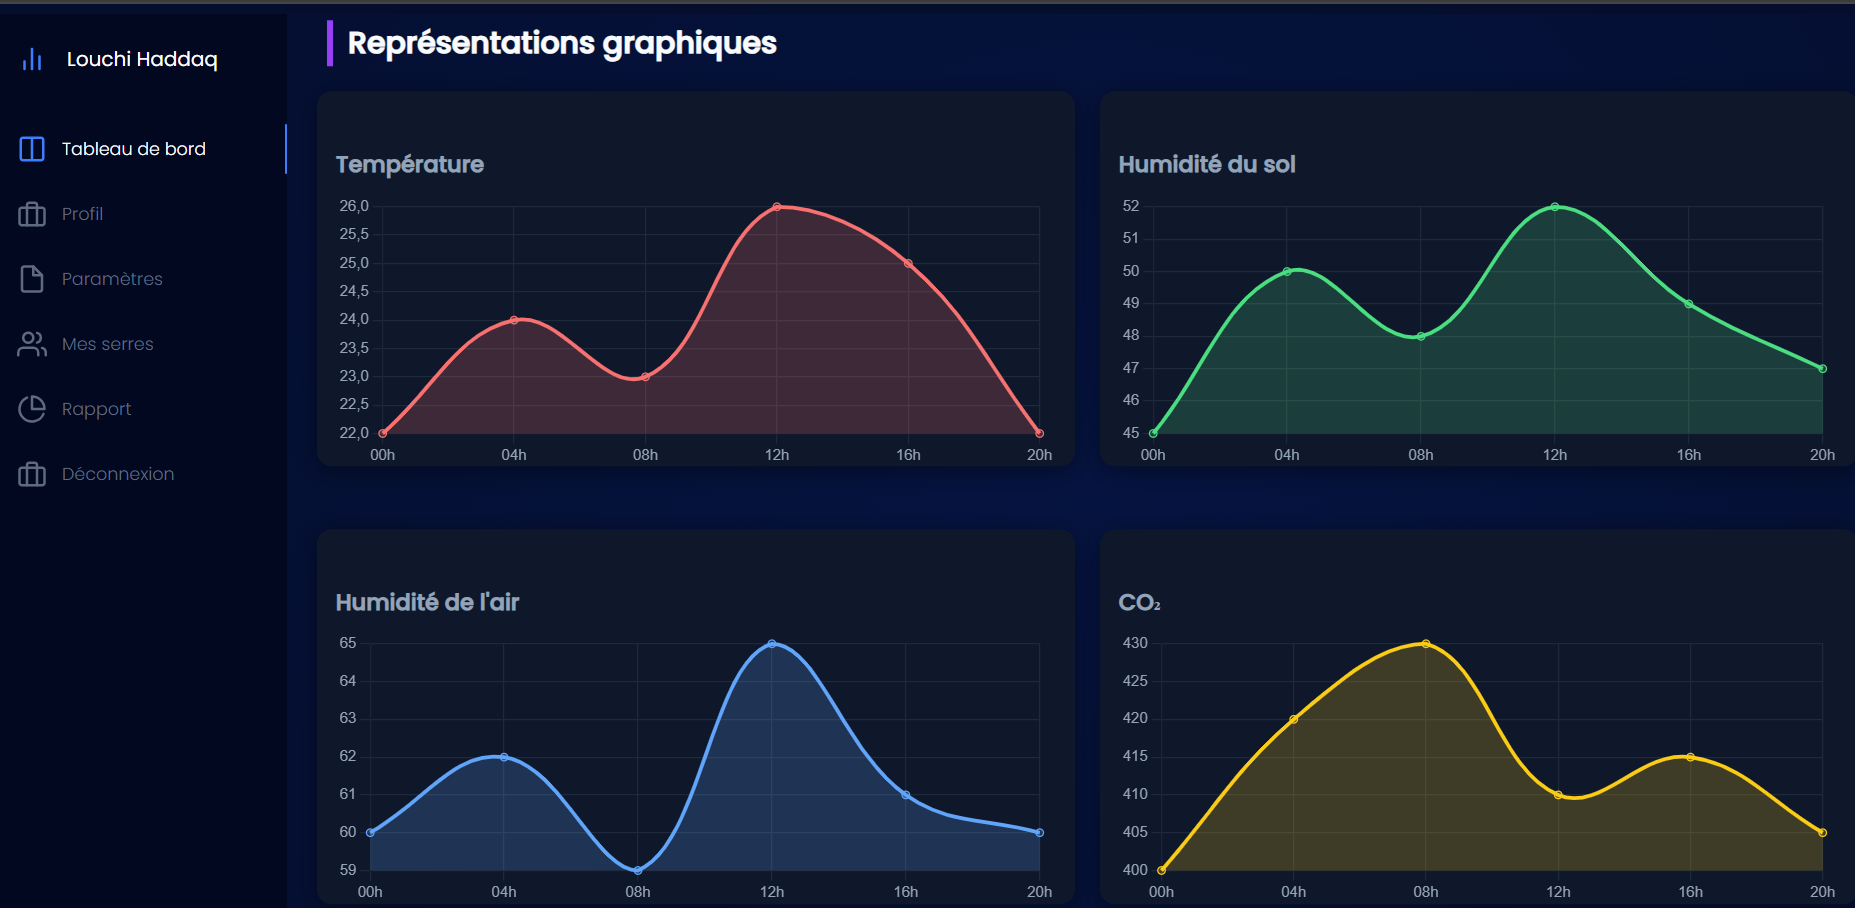 Louchi Haddaq
Tableau de bord
Profil
Paramètres
Mes serres
Rapport
Déconnexion
Représentations graphiques
Température
26,0
25,5
25,0
24,5
24,0
23,5
23,0
22,5
22,0
00h 04h 08h 12h 16h 20h
Humidité du sol
52
51
50
49
48
47
46
45
00h 04h 08h 12h 16h 20h
Humidité de l'air
65
64
63
62
61
60
59
00h 04h 08h 12h 16h 20h
CO₂
430
425
420
415
410
405
400
00h 04h 08h 12h 16h 20h